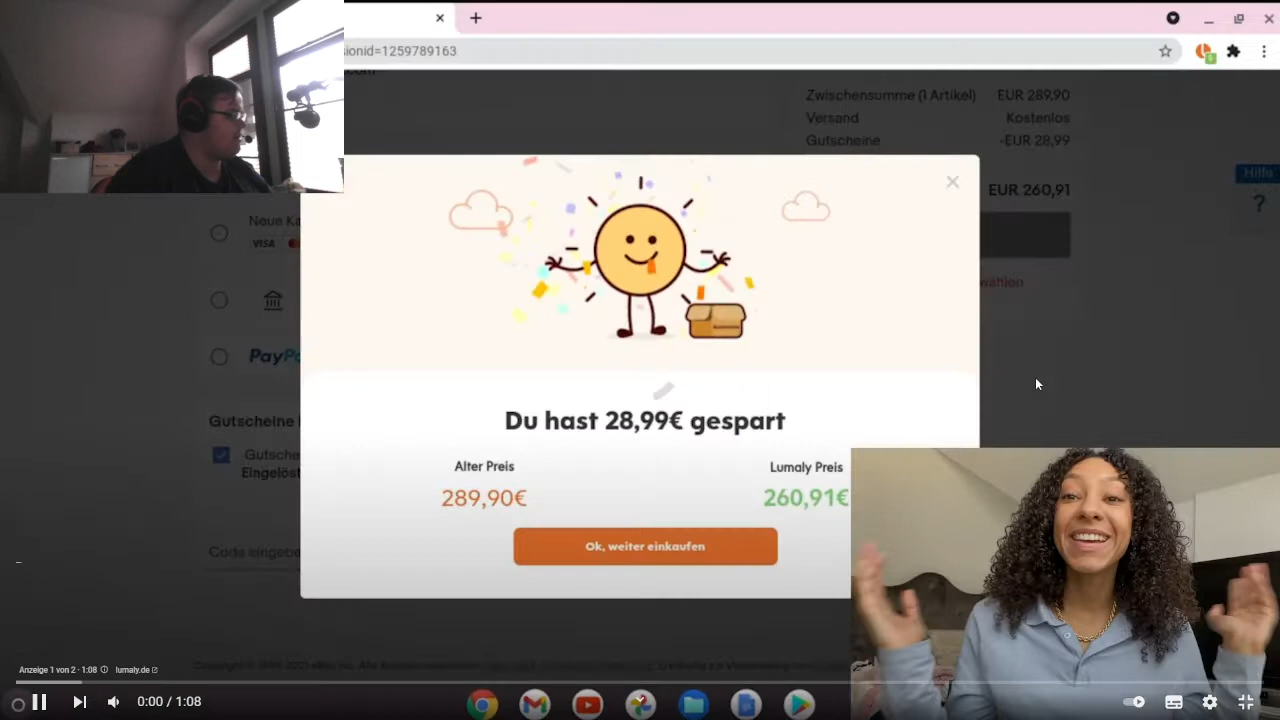 sionid=1259789163
Zwischensumme (1 Artikel) EUR 289,90
Versand Kostenlos
Gutscheine -EUR 28,99
EUR 260,91
Hilfe
?
Neue Ka
VISA
wählen
PayP
Gutscheine
Gutsche
Eingelöst
Code eingebe
Du hast 28,99€ gespart
Alter Preis Lumaly Preis
289,90€ 260,91€
Ok, weiter einkaufen
Anzeige 1 von 2 · 1:08 lumaly.de
0:00 / 1:08